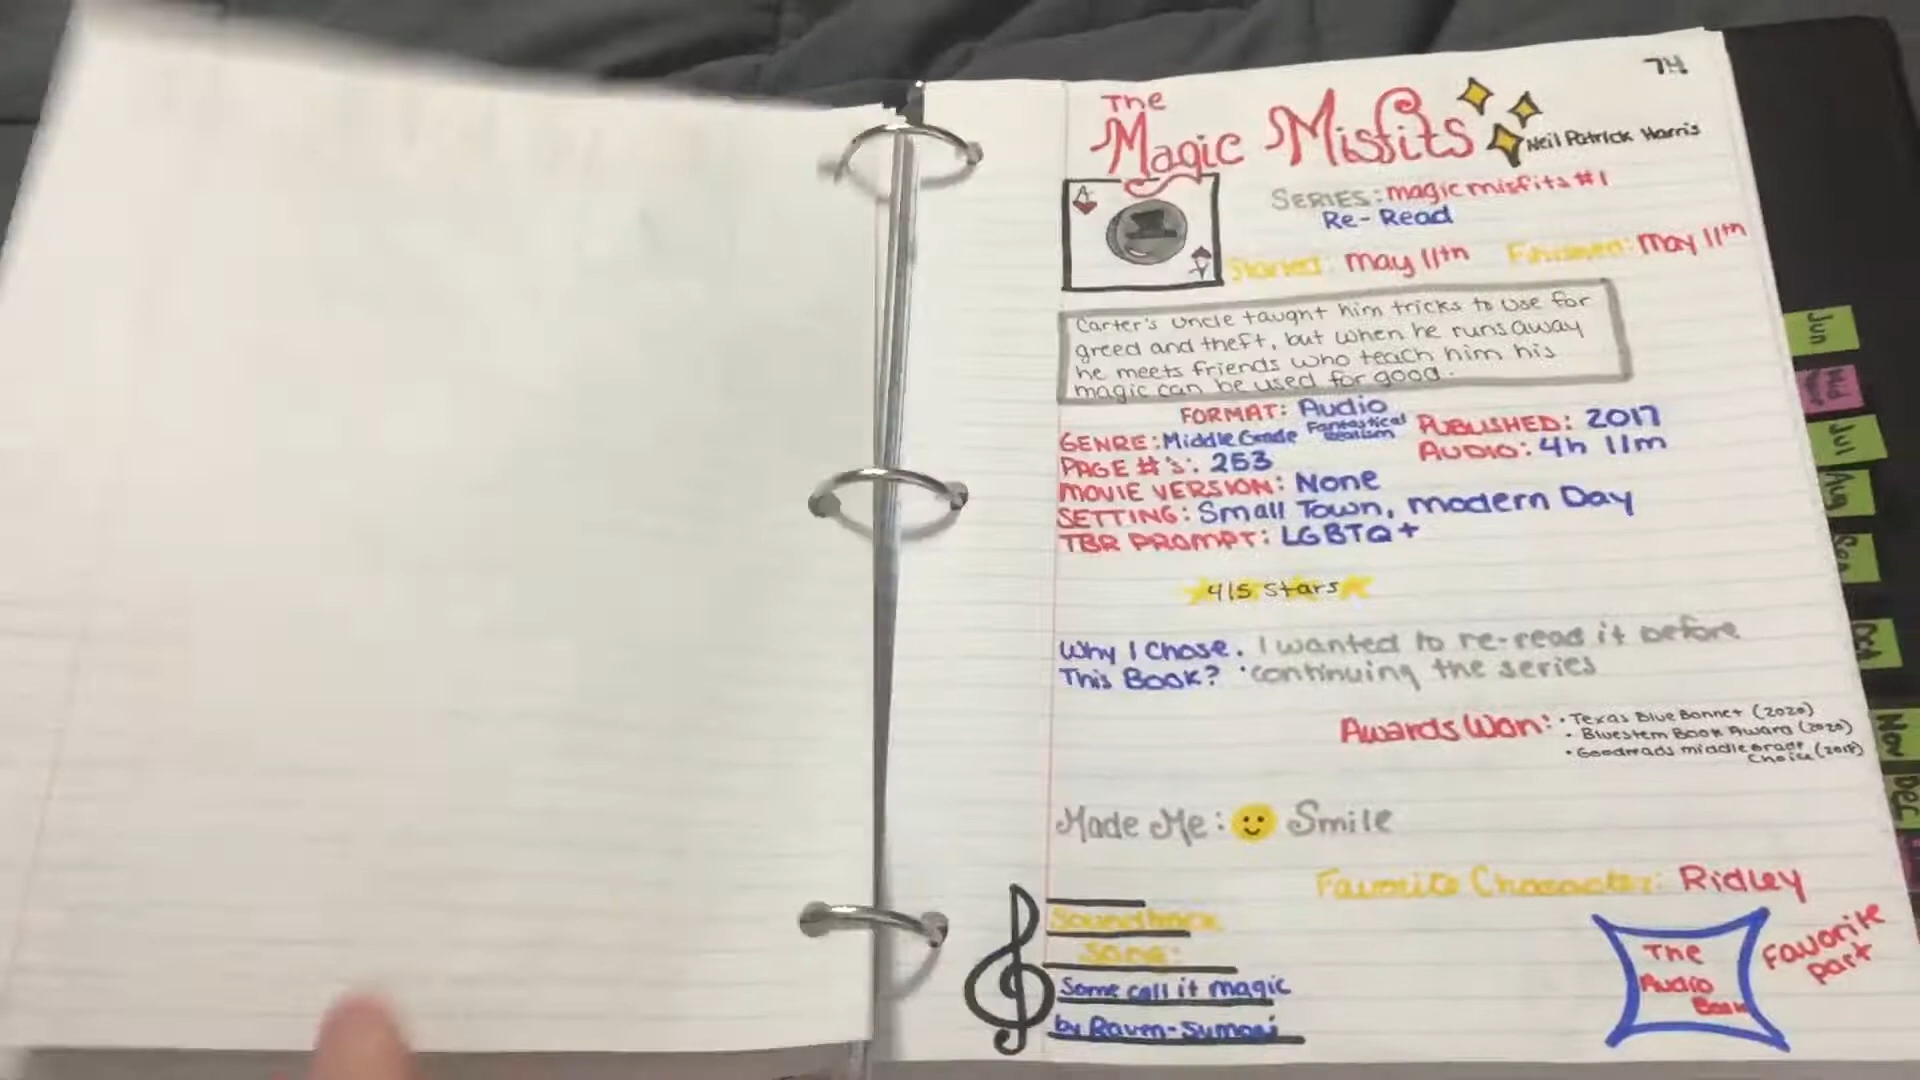 74
The
Magic Misfits
Neil Patrick Harris
A
A
SERIES: magic misfits #1
Re-Read
Started: May 11th Finished: May 11th
Carter's uncle taught him tricks to use for
greed and theft, but when he runs away
he meets friends who teach him his
magic can be used for good.
FORMAT: Audio
GENRE: Middle Grade Fantastical Realism
PUBLISHED: 2017
PAGE #'s: 253
AUDIO: 4h 11m
MOVIE VERSION: None
SETTING: Small Town, modern Day
TBR PROMPT: LGBTQ+
4/5 Stars
Why I Chose This Book?
• I wanted to re-read it before
continuing the series
Awards Won:
• Texas Blue Bonnet (2020)
• Bluestem Book Award (2020)
• Goodreads middle grade
Choice (2018)
Made Me: Smile
Favorite Character: Ridley
Soundtrack
Song:
Some call it magic
by Raven-Symoné
The
Audio
Book
Favorite
part
Jun
Mid Year
Jul
Aug
Sep
Oct
Nov
Dec